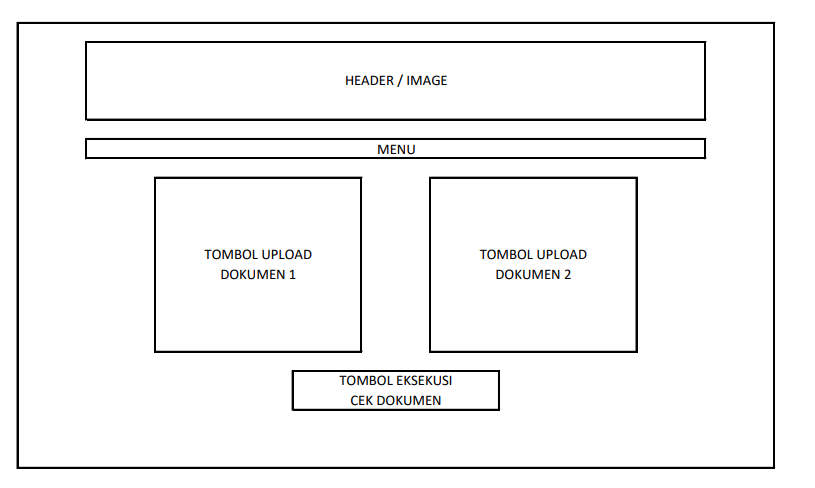 HEADER / IMAGE
MENU
TOMBOL UPLOAD
DOKUMEN 1
TOMBOL UPLOAD
DOKUMEN 2
TOMBOL EKSEKUSI
CEK DOKUMEN